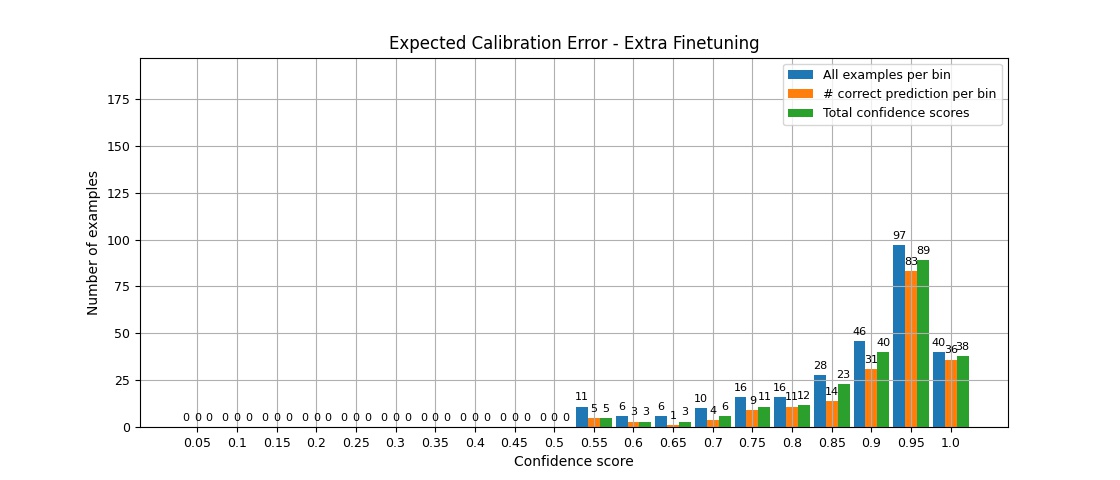 Expected Calibration Error - Extra Finetuning
All examples per bin
# correct prediction per bin
Total confidence scores
Number of examples
175
150
125
100
75
50
25
0
0 0 0 0 0 0 0 0 0 0 0 0 0 0 0 0 0 0 0 0 0 0 0 0 0 0 0 0 0 0 11 5 5 6 3 3 6 1 3 10 4 6 16 9 11 16 11 12 28 14 23 46 31 40 97 83 89 40 36 38
0.05 0.1 0.15 0.2 0.25 0.3 0.35 0.4 0.45 0.5 0.55 0.6 0.65 0.7 0.75 0.8 0.85 0.9 0.95 1.0
Confidence score